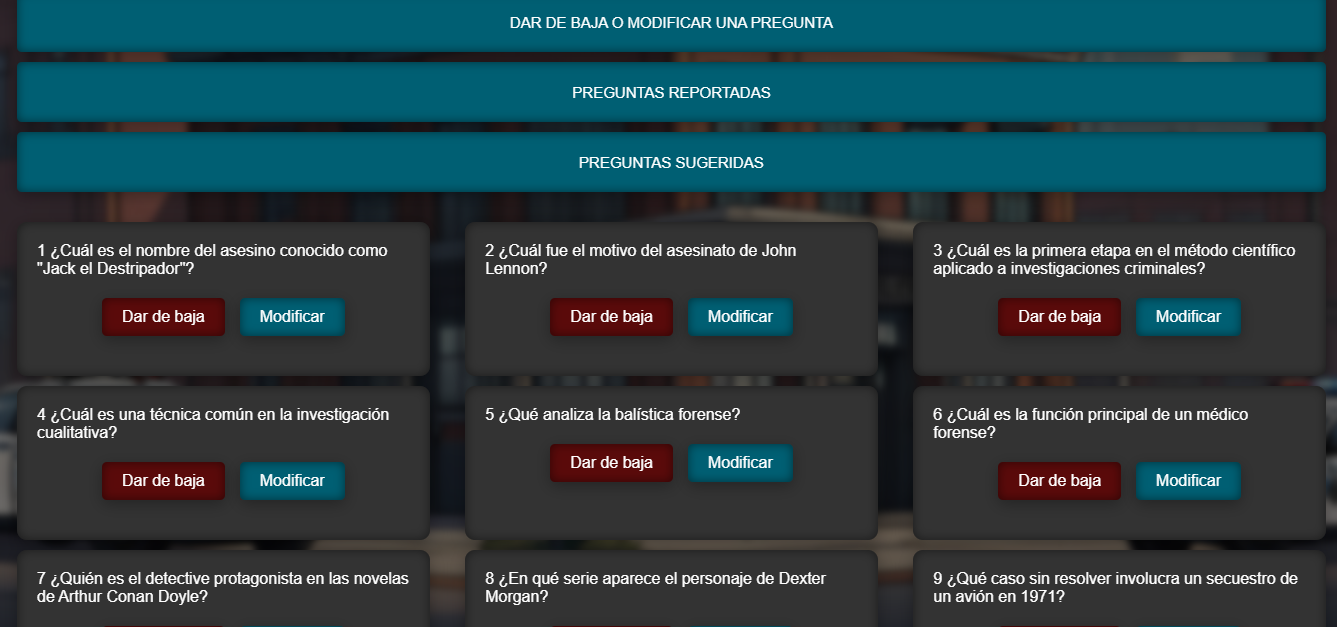 DAR DE BAJA O MODIFICAR UNA PREGUNTA
PREGUNTAS REPORTADAS
PREGUNTAS SUGERIDAS
1 ¿Cuál es el nombre del asesino conocido como
"Jack el Destripador"?
Dar de baja
Modificar
2 ¿Cuál fue el motivo del asesinato de John
Lennon?
Dar de baja
Modificar
3 ¿Cuál es la primera etapa en el método científico
aplicado a investigaciones criminales?
Dar de baja
Modificar
4 ¿Cuál es una técnica común en la investigación
cualitativa?
Dar de baja
Modificar
5 ¿Qué analiza la balística forense?
Dar de baja
Modificar
6 ¿Cuál es la función principal de un médico
forense?
Dar de baja
Modificar
7 ¿Quién es el detective protagonista en las novelas
de Arthur Conan Doyle?
8 ¿En qué serie aparece el personaje de Dexter
Morgan?
9 ¿Qué caso sin resolver involucra un secuestro de
un avión en 1971?